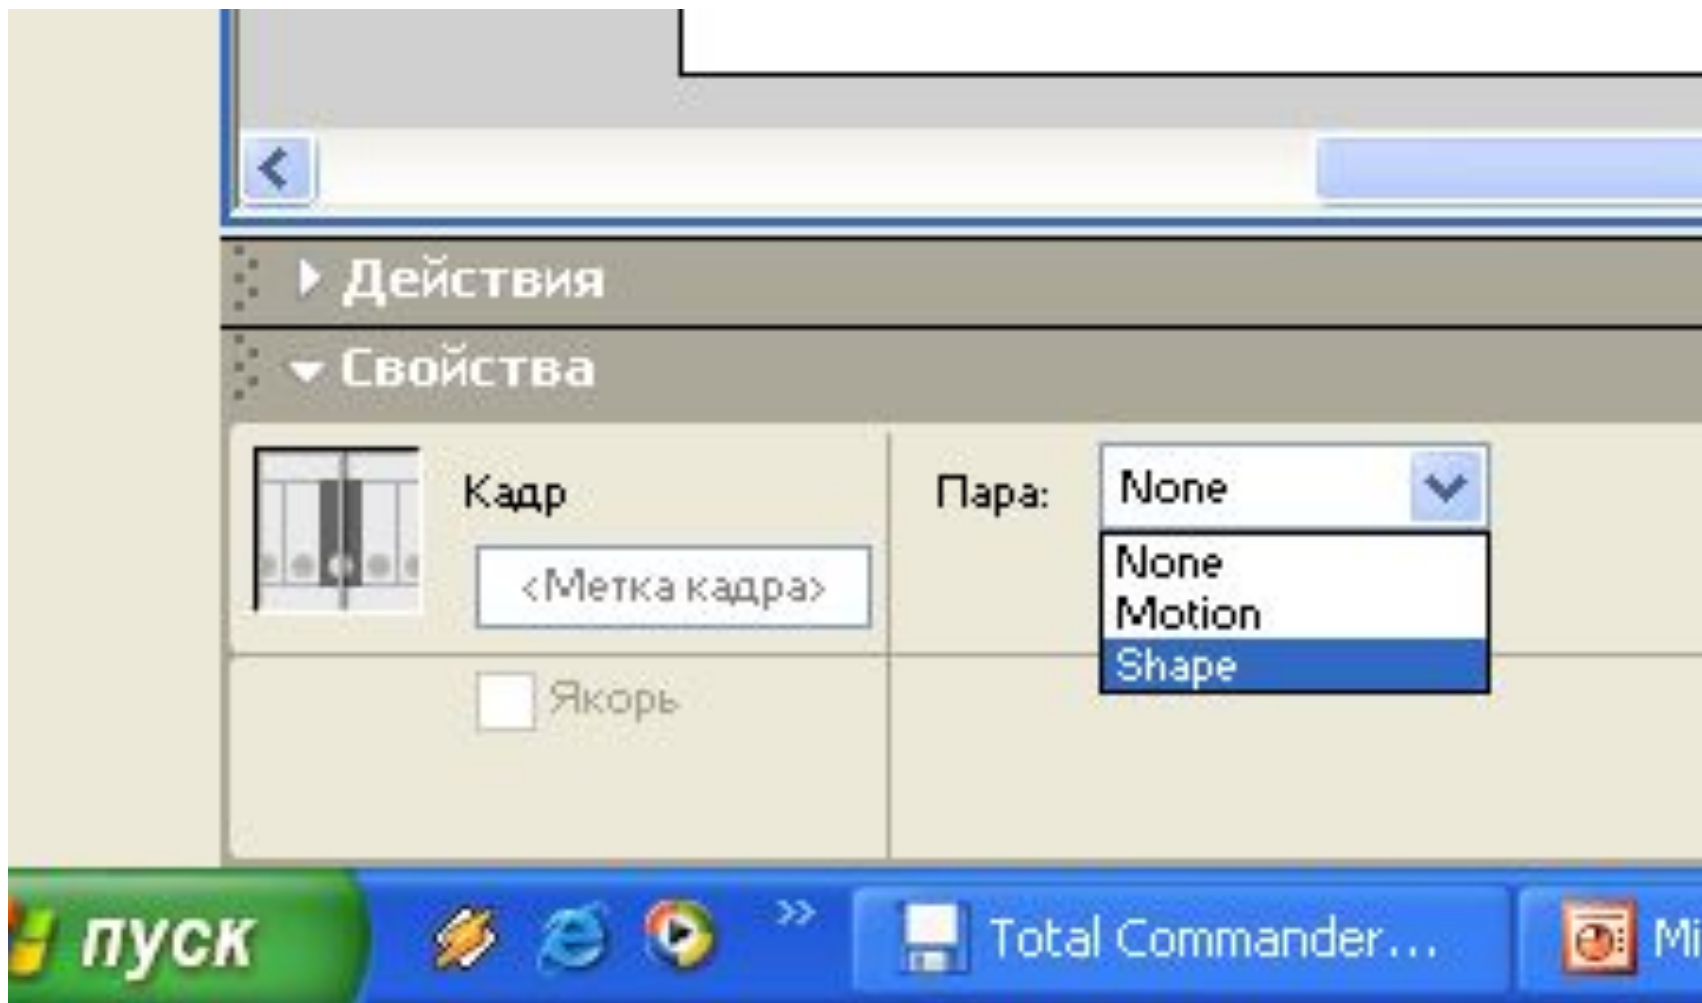 Действия
Свойства
Кадр
Пара:
None
<Метка кадра>
None
Motion
Shape
Якорь
пуск
Total Commander...
Mi